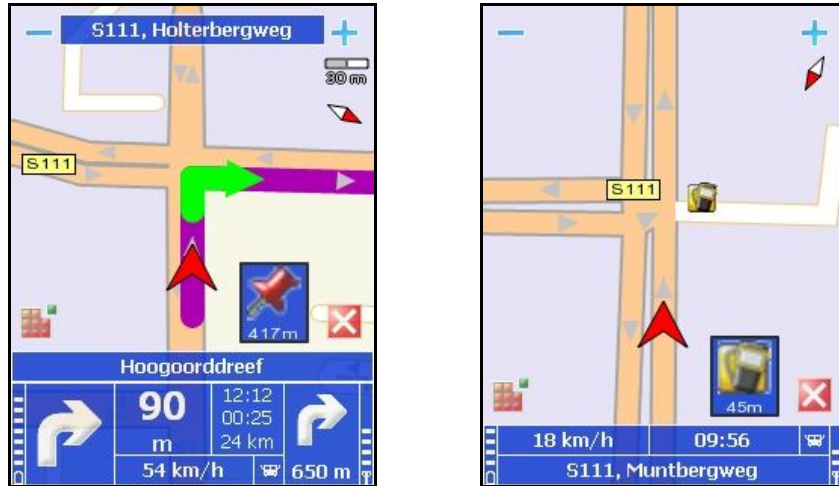 S111, Holterbergweg
30 m
S111
417m
Hoogoorddreef
90
m
12:12
00:25
24 km
54 km/h
650 m
S111
45m
18 km/h
09:56
S111, Muntbergweg